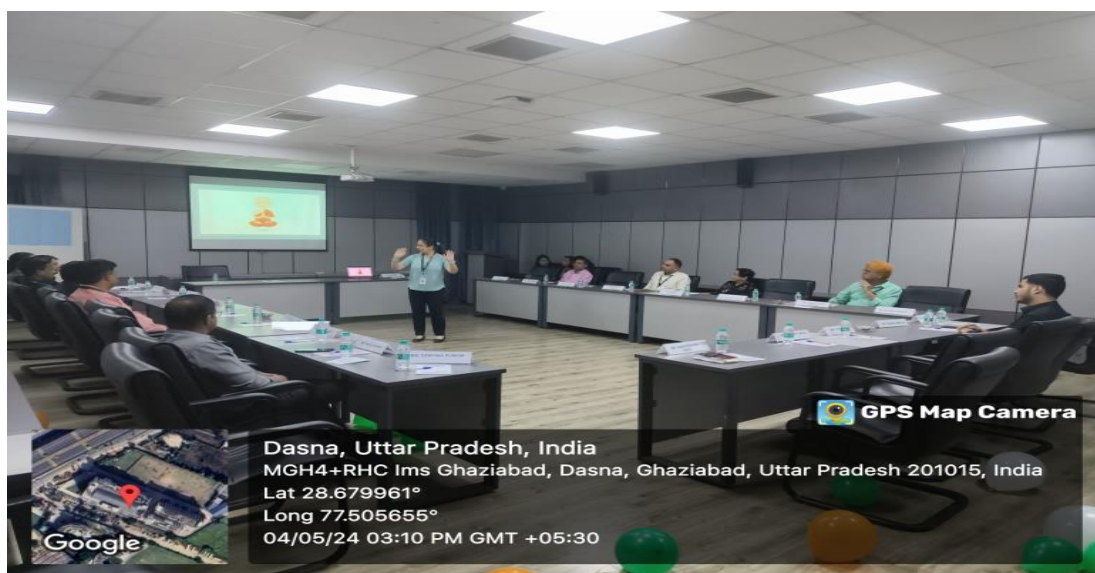 GPS Map Camera
Dasna, Uttar Pradesh, India
MGH4+RHC Ims Ghaziabad, Dasna, Ghaziabad, Uttar Pradesh 201015, India
Lat 28.679961°
Long 77.505655°
04/05/24 03:10 PM GMT +05:30
Google